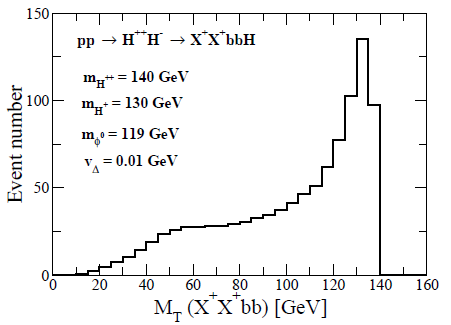 pp → H⁺⁺H⁻ → X⁺X⁺bbH
m_H⁺⁺ = 140 GeV
m_H⁺ = 130 GeV
m_ϕ⁰ = 119 GeV
v_Δ = 0.01 GeV
Event number
150
100
50
0
0 20 40 60 80 100 120 140 160
M_T (X⁺X⁺bb) [GeV]